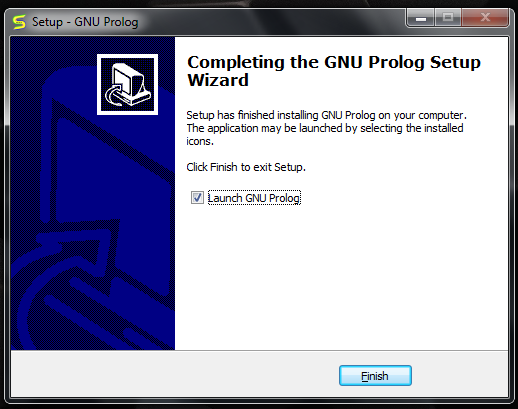 Setup - GNU Prolog
Completing the GNU Prolog Setup
Wizard
Setup has finished installing GNU Prolog on your computer.
The application may be launched by selecting the installed
icons.
Click Finish to exit Setup.
Launch GNU Prolog
Finish